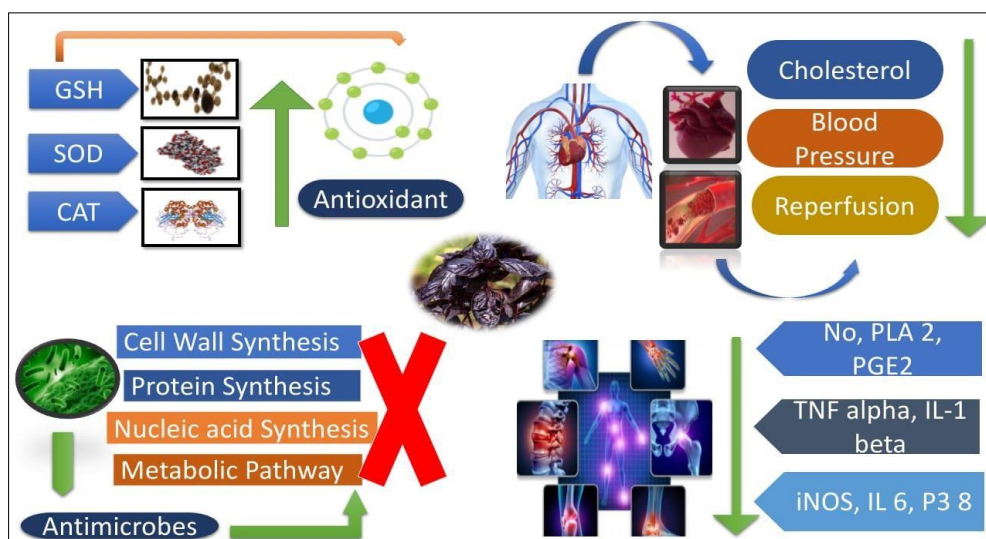 GSH
SOD
CAT
Antioxidant
Cholesterol
Blood
Pressure
Reperfusion
Cell Wall Synthesis
Protein Synthesis
Nucleic acid Synthesis
Metabolic Pathway
Antimicrobes
No, PLA 2,
PGE2
TNF alpha, IL-1
beta
iNOS, IL 6, P3 8